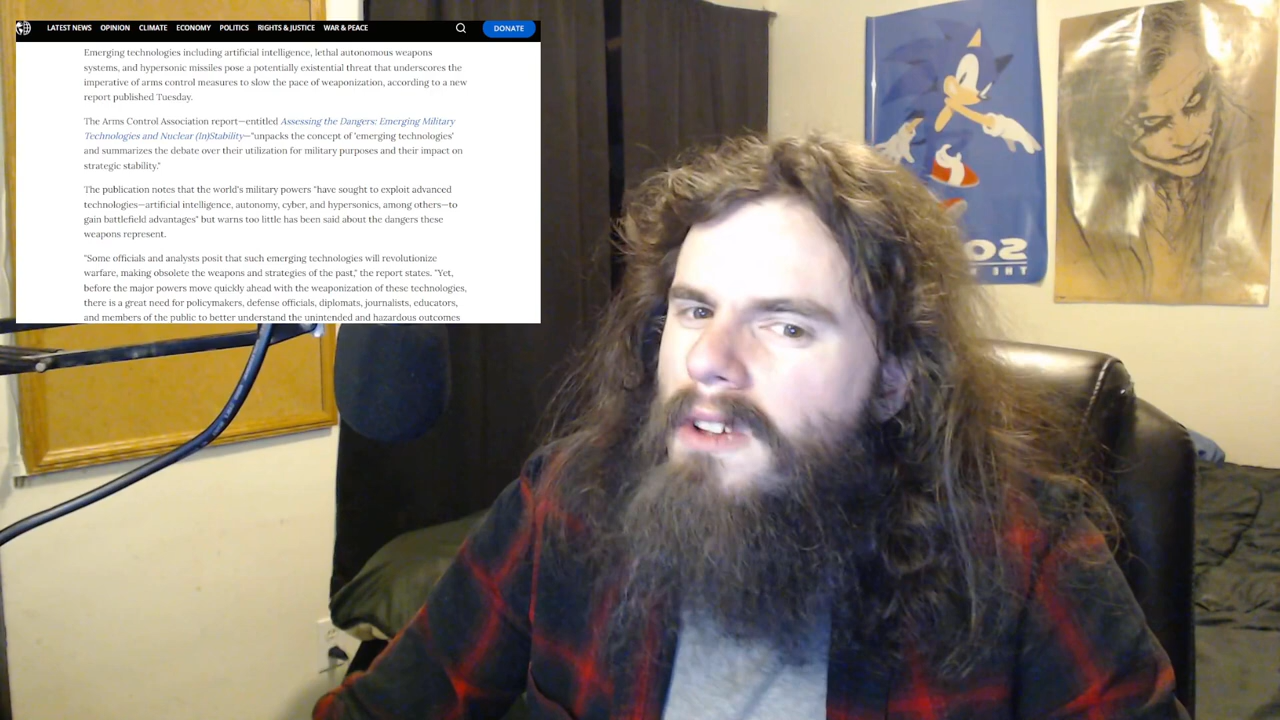 LATEST NEWS OPINION CLIMATE ECONOMY POLITICS RIGHTS & JUSTICE WAR & PEACE DONATE
Emerging technologies including artificial intelligence, lethal autonomous weapons
systems, and hypersonic missiles pose a potentially existential threat that underscores the
imperative of arms control measures to slow the pace of weaponization, according to a new
report published Tuesday.
The Arms Control Association report—entitled Assessing the Dangers: Emerging Military
Technologies and Nuclear (In)Stability—"unpacks the concept of 'emerging technologies'
and summarizes the debate over their utilization for military purposes and their impact on
strategic stability."
The publication notes that the world's military powers "have sought to exploit advanced
technologies—artificial intelligence, autonomy, cyber, and hypersonics, among others—to
gain battlefield advantages" but warns too little has been said about the dangers these
weapons represent.
"Some officials and analysts posit that such emerging technologies will revolutionize
warfare, making obsolete the weapons and strategies of the past," the report states. "Yet,
before the major powers move quickly ahead with the weaponization of these technologies,
there is a great need for policymakers, defense officials, diplomats, journalists, educators,
and members of the public to better understand the unintended and hazardous outcomes